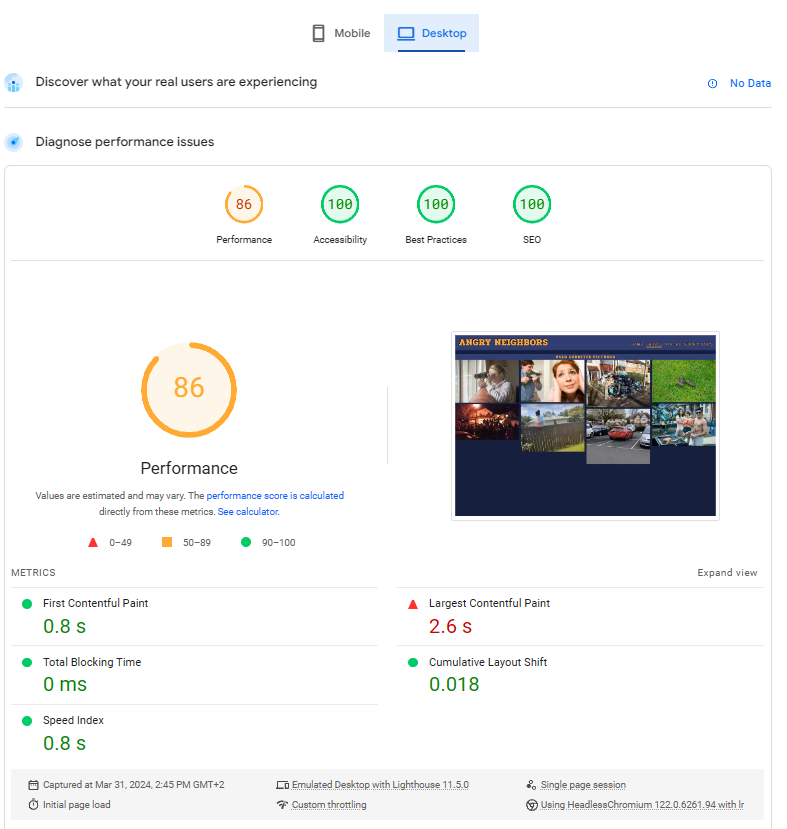 Mobile
Desktop
Discover what your real users are experiencing
No Data
Diagnose performance issues
86
100
100
100
Performance
Accessibility
Best Practices
SEO
86
Performance
Values are estimated and may vary. The performance score is calculated
directly from these metrics. See calculator.
0–49
50–89
90–100
ANGRY NEIGHBORS
METRICS
Expand view
First Contentful Paint
0.8 s
Largest Contentful Paint
2.6 s
Total Blocking Time
0 ms
Cumulative Layout Shift
0.018
Speed Index
0.8 s
Captured at Mar 31, 2024, 2:45 PM GMT+2
Emulated Desktop with Lighthouse 11.5.0
Single page session
Initial page load
Custom throttling
Using HeadlessChromium 122.0.6261.94 with lr